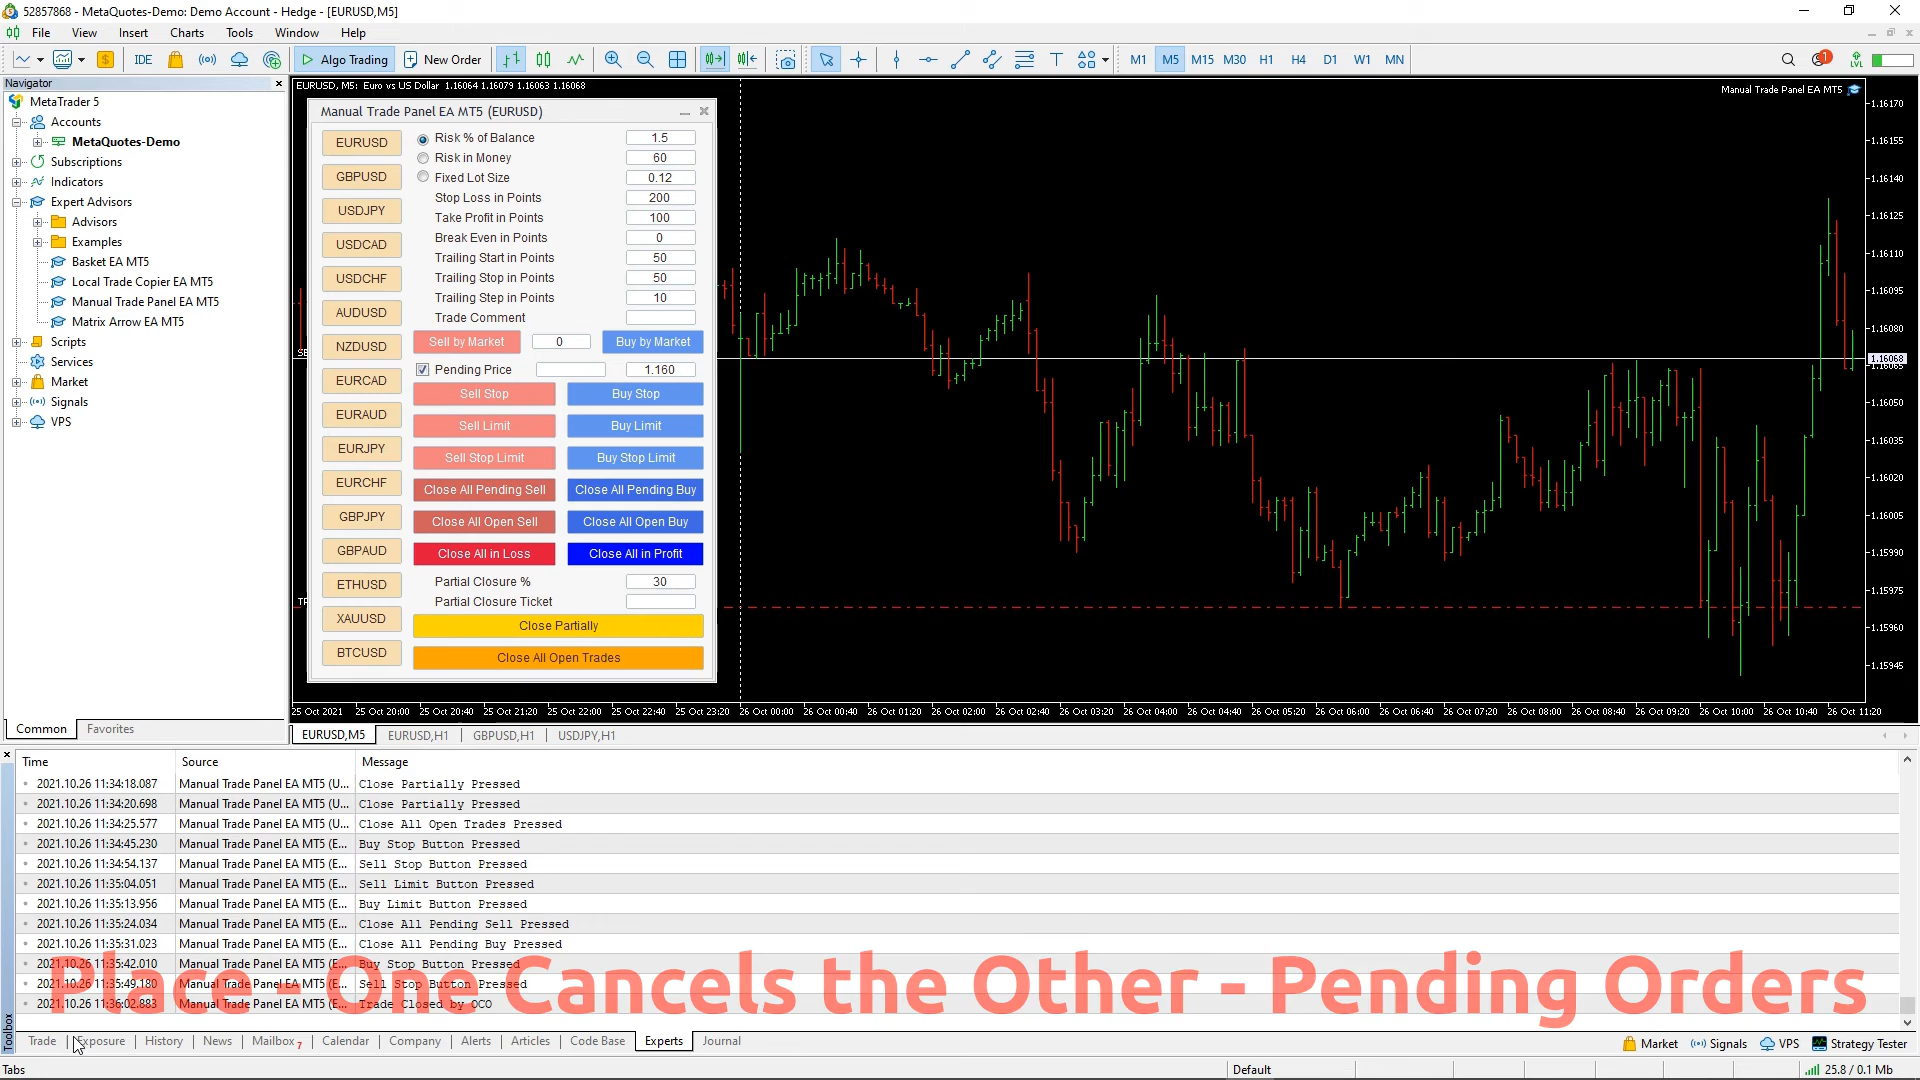 52857868 - MetaQuotes-Demo: Demo Account - Hedge - [EURUSD,M5]
File View Insert Charts Tools Window Help
IDE Algo Trading New Order M1 M5 M15 M30 H1 H4 D1 W1 MN 1 LVL
Navigator
MetaTrader 5
Accounts
MetaQuotes-Demo
Subscriptions
Indicators
Expert Advisors
Advisors
Examples
Basket EA MT5
Local Trade Copier EA MT5
Manual Trade Panel EA MT5
Matrix Arrow EA MT5
Scripts
Services
Market
Signals
VPS
Common Favorites
EURUSD, M5: Euro vs US Dollar 1.16064 1.16079 1.16063 1.16068
Manual Trade Panel EA MT5
Manual Trade Panel EA MT5 (EURUSD)
EURUSD
GBPUSD
USDJPY
USDCAD
USDCHF
AUDUSD
NZDUSD
EURCAD
EURAUD
EURJPY
EURCHF
GBPJPY
GBPAUD
ETHUSD
XAUUSD
BTCUSD
Risk % of Balance 1.5
Risk in Money 60
Fixed Lot Size 0.12
Stop Loss in Points 200
Take Profit in Points 100
Break Even in Points 0
Trailing Start in Points 50
Trailing Stop in Points 50
Trailing Step in Points 10
Trade Comment
Sell by Market 0 Buy by Market
Pending Price 1.160
Sell Stop Buy Stop
Sell Limit Buy Limit
Sell Stop Limit Buy Stop Limit
Close All Pending Sell Close All Pending Buy
Close All Open Sell Close All Open Buy
Close All in Loss Close All in Profit
Partial Closure % 30
Partial Closure Ticket
Close Partially
Close All Open Trades
1.16170
1.16155
1.16140
1.16125
1.16110
1.16095
1.16080
1.16068
1.16065
1.16050
1.16035
1.16020
1.16005
1.15990
1.15975
1.15960
1.15945
25 Oct 2021 25 Oct 20:00 25 Oct 20:40 25 Oct 21:20 25 Oct 22:00 25 Oct 22:40 25 Oct 23:20 26 Oct 00:00 26 Oct 00:40 26 Oct 01:20 26 Oct 02:00 26 Oct 02:40 26 Oct 03:20 26 Oct 04:00 26 Oct 04:40 26 Oct 05:20 26 Oct 06:00 26 Oct 06:40 26 Oct 07:20 26 Oct 08:00 26 Oct 08:40 26 Oct 09:20 26 Oct 10:00 26 Oct 10:40 26 Oct 11:20
EURUSD,M5 EURUSD,H1 GBPUSD,H1 USDJPY,H1
Time Source Message
2021.10.26 11:34:18.087 Manual Trade Panel EA MT5 (U... Close Partially Pressed
2021.10.26 11:34:20.698 Manual Trade Panel EA MT5 (U... Close Partially Pressed
2021.10.26 11:34:25.577 Manual Trade Panel EA MT5 (U... Close All Open Trades Pressed
2021.10.26 11:34:45.230 Manual Trade Panel EA MT5 (E... Buy Stop Button Pressed
2021.10.26 11:34:54.137 Manual Trade Panel EA MT5 (E... Sell Stop Button Pressed
2021.10.26 11:35:04.051 Manual Trade Panel EA MT5 (E... Sell Limit Button Pressed
2021.10.26 11:35:13.956 Manual Trade Panel EA MT5 (E... Buy Limit Button Pressed
2021.10.26 11:35:24.034 Manual Trade Panel EA MT5 (E... Close All Pending Sell Pressed
2021.10.26 11:35:31.023 Manual Trade Panel EA MT5 (E... Close All Pending Buy Pressed
2021.10.26 11:35:42.010 Manual Trade Panel EA MT5 (E... Buy Stop Button Pressed
2021.10.26 11:35:49.180 Manual Trade Panel EA MT5 (E... Sell Stop Button Pressed
2021.10.26 11:36:02.883 Manual Trade Panel EA MT5 (E... Trade Closed by OCO
Place - One Cancels the Other - Pending Orders
Toolbox
Trade Exposure History News Mailbox 7 Calendar Company Alerts Articles Code Base Experts Journal
Market Signals VPS Strategy Tester
Tabs Default 25.8 / 0.1 Mb